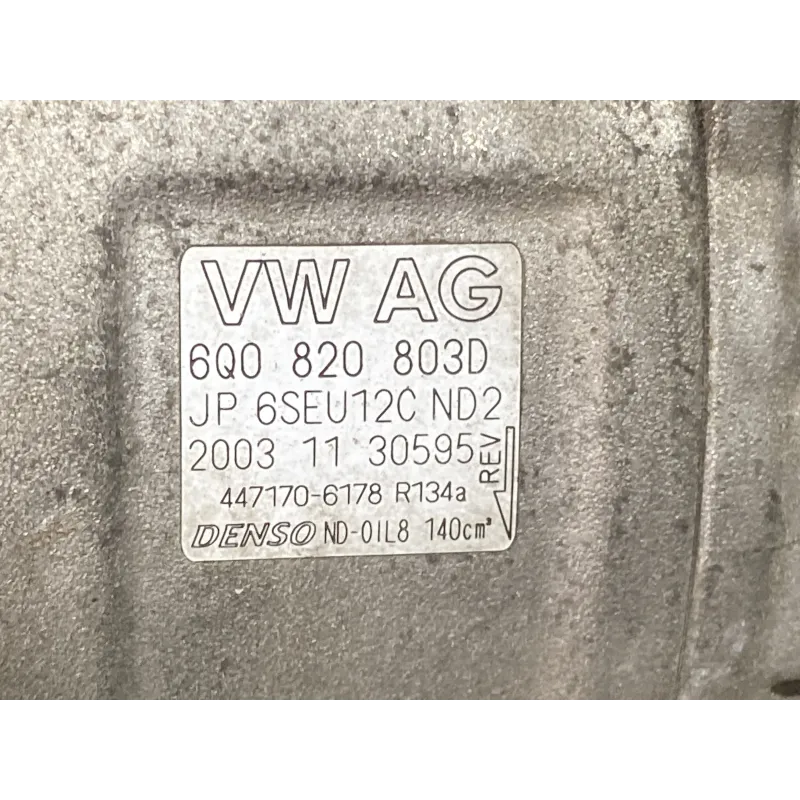 VW AG
6Q0 820 803D
JP 6SEU12C ND2
2003 11 30595
REV
447170-6178 R134a
DENSO ND-OIL8 140cm³